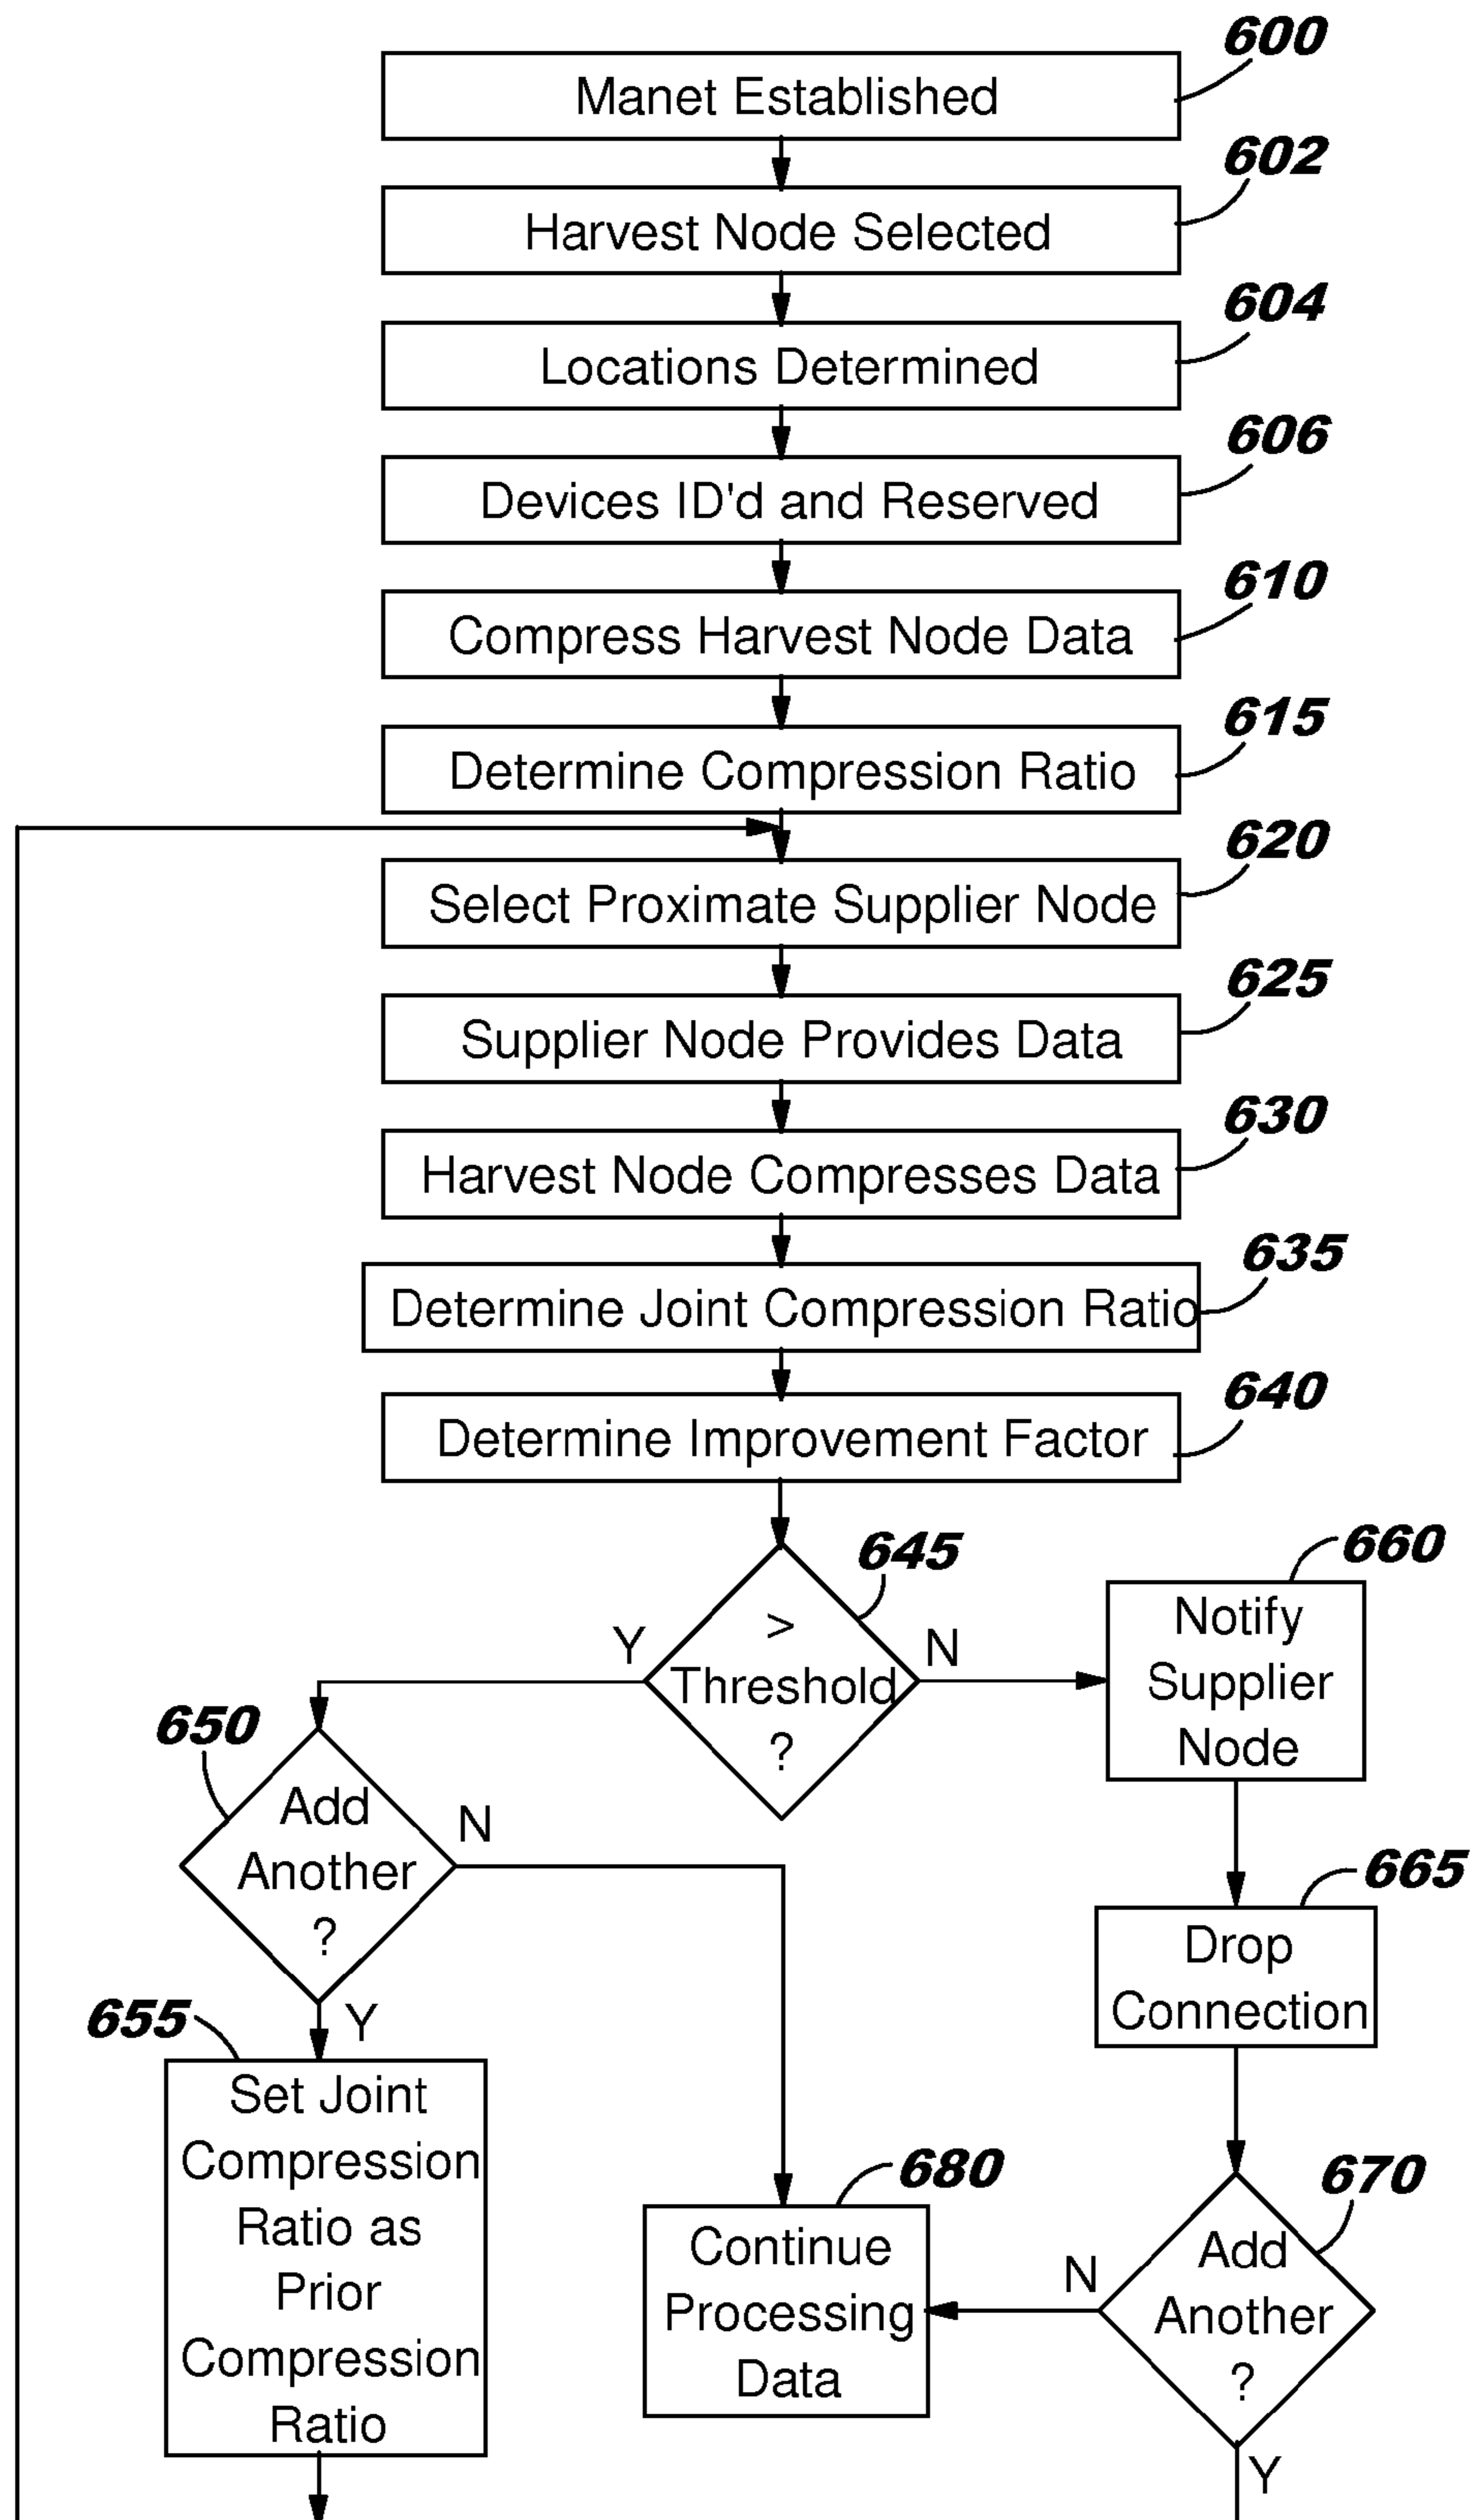 600
Manet Established
602
Harvest Node Selected
604
Locations Determined
606
Devices ID'd and Reserved
610
Compress Harvest Node Data
615
Determine Compression Ratio
620
Select Proximate Supplier Node
625
Supplier Node Provides Data
630
Harvest Node Compresses Data
635
Determine Joint Compression Ratio
640
Determine Improvement Factor
645
>
Threshold
?
Y
N
660
Notify
Supplier
Node
650
Add
Another
?
N
Y
665
Drop
Connection
655
Set Joint
Compression
Ratio as
Prior
Compression
Ratio
680
Continue
Processing
Data
670
Add
Another
?
N
Y